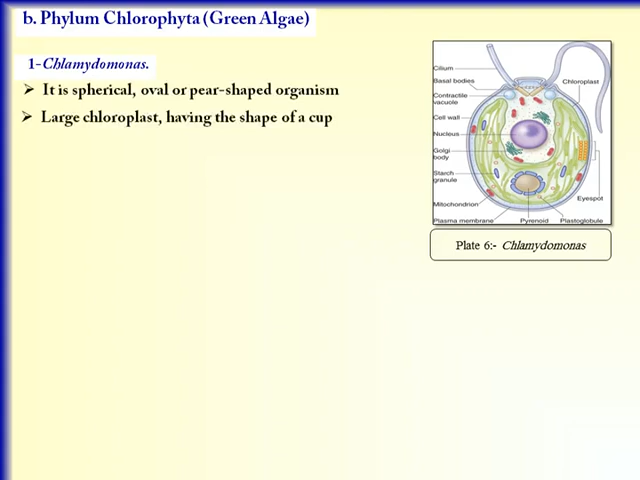 b. Phylum Chlorophyta (Green Algae)
1-Chlamydomonas.
➢ It is spherical, oval or pear-shaped organism
➢ Large chloroplast, having the shape of a cup
Cilium
Basal bodies
Chloroplast
Contractile
vacuole
Cell wall
Nucleus
Golgi
body
Starch
granule
Eyespot
Mitochondrion
Plasma membrane
Pyrenoid
Plastoglobule
Plate 6:- Chlamydomonas